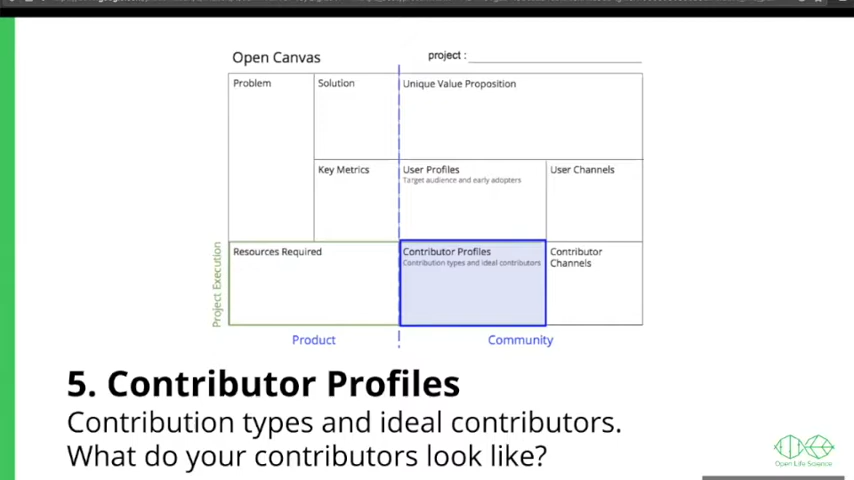 Open Canvas
project :
Problem
Solution
Unique Value Proposition
Key Metrics
User Profiles
Target audience and early adopters
User Channels
Resources Required
Contributor Profiles
Contribution types and ideal contributors
Contributor
Channels
Project Execution
Product
Community
5. Contributor Profiles
Contribution types and ideal contributors.
What do your contributors look like?
Open Life Science